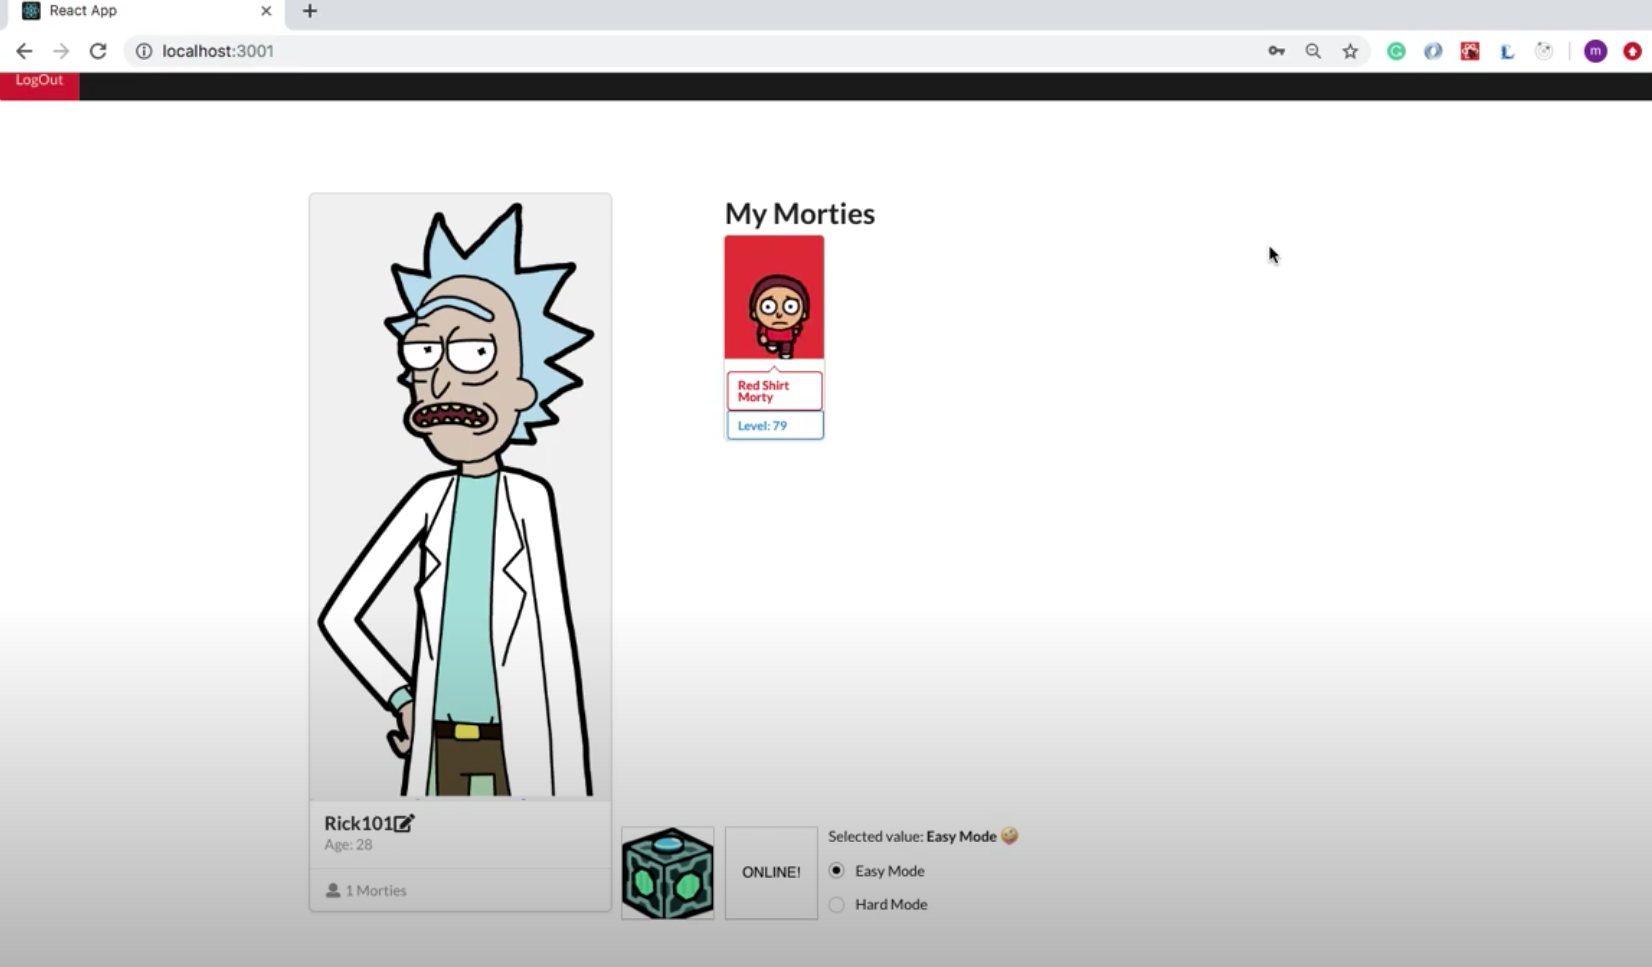 React App
localhost:3001
m
LogOut
My Morties
Red Shirt
Morty
Level: 79
Rick101
Age: 28
1 Morties
ONLINE!
Selected value: Easy Mode 🤪
Easy Mode
Hard Mode